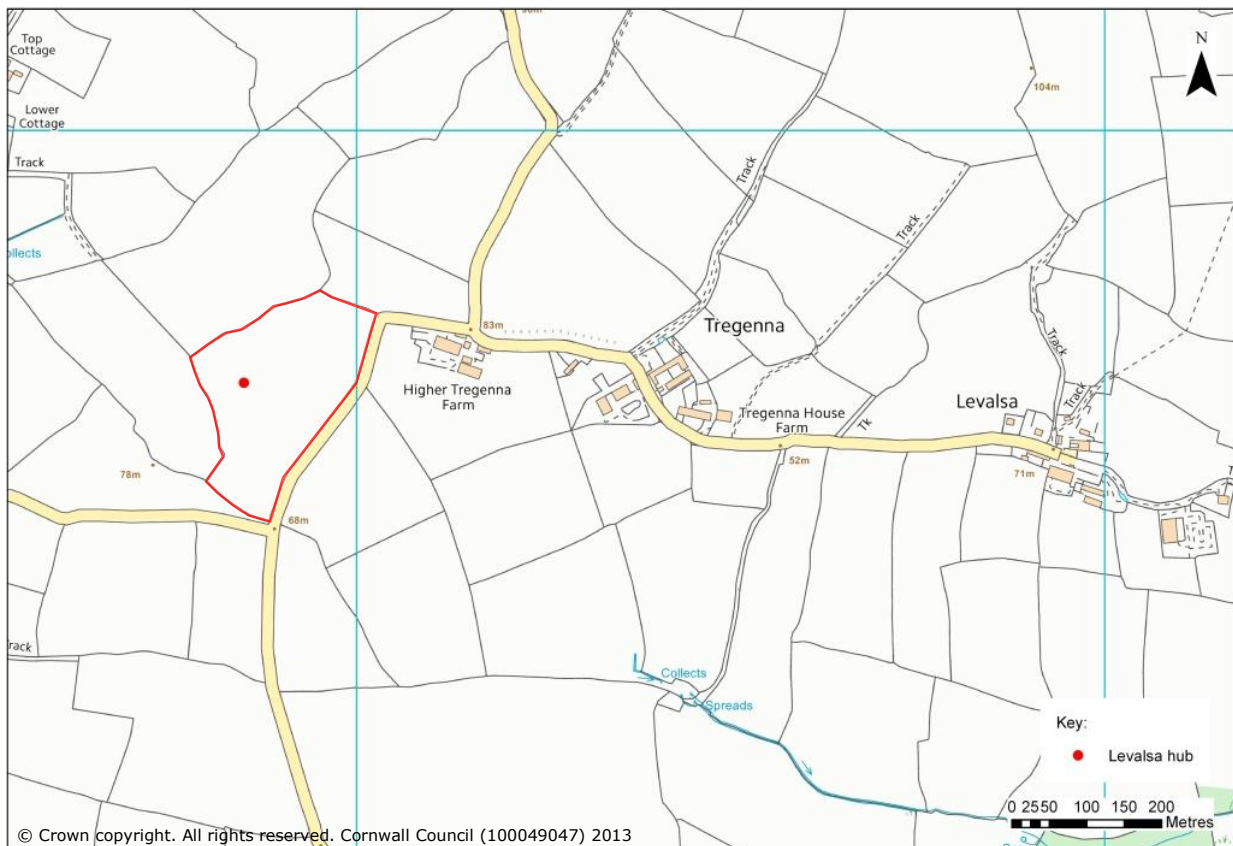 Top
Cottage
Lower
Cottage
Track
ollects
N
104m
Track
Track
Tregenna
83m
Higher Tregenna
Farm
Tregenna House
Farm
Tk
52m
Levalsa
Track
Track
71m
T
78m
68m
Track
Collects
Spreads
Key:
Levalsa hub
0 25 50 100 150 200
Metres
© Crown copyright. All rights reserved. Cornwall Council (100049047) 2013